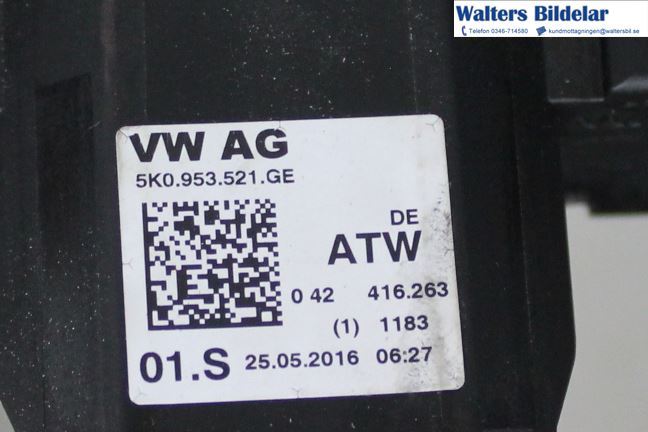 Walters Bildelar
Telefon 0346-714580 kundmottagningen@waltersbil.se
VW AG
5K0.953.521.GE
DE
ATW
0 42 416.263
(1) 1183
01.S 25.05.2016 06:27